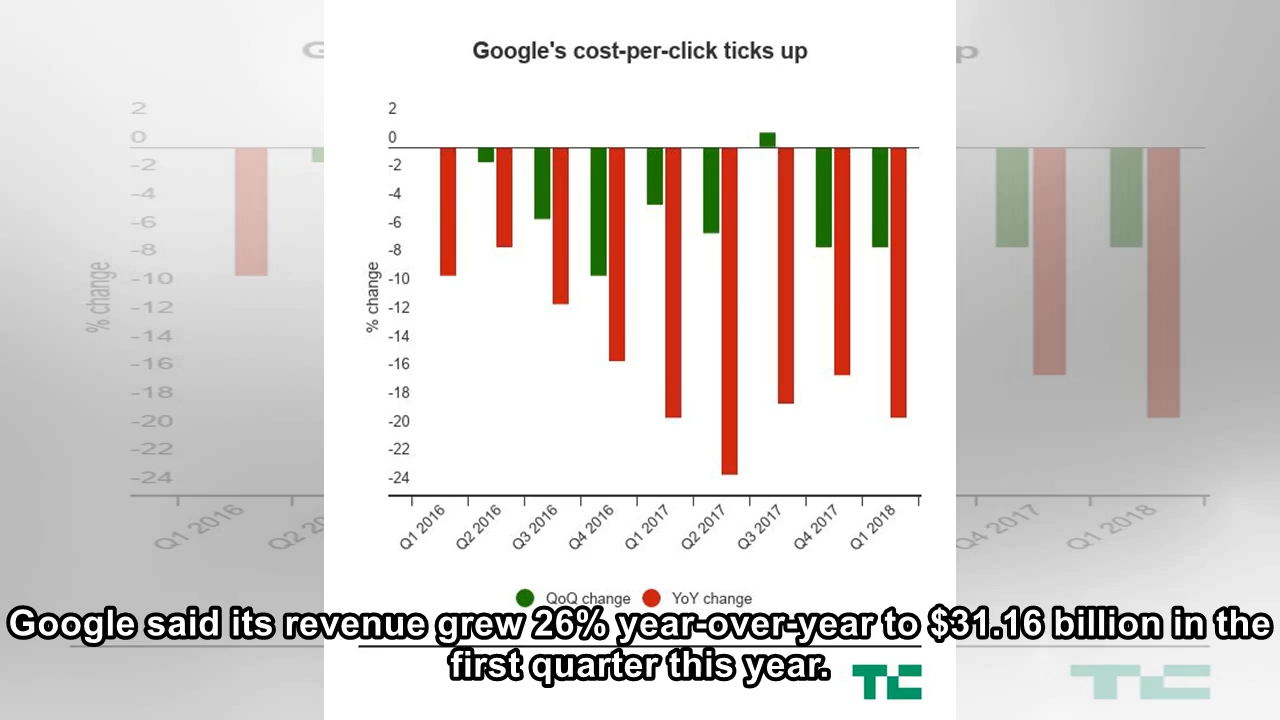 Google's cost-per-click ticks up
2
0
-2
-4
-6
-8
-10
-12
-14
-16
-18
-20
-22
-24
% change
Q1 2016
Q2 2016
Q3 2016
Q4 2016
Q1 2017
Q2 2017
Q3 2017
Q4 2017
Q1 2018
QoQ change YoY change
Google said its revenue grew 26% year-over-year to $31.16 billion in the
first quarter this year.
TC